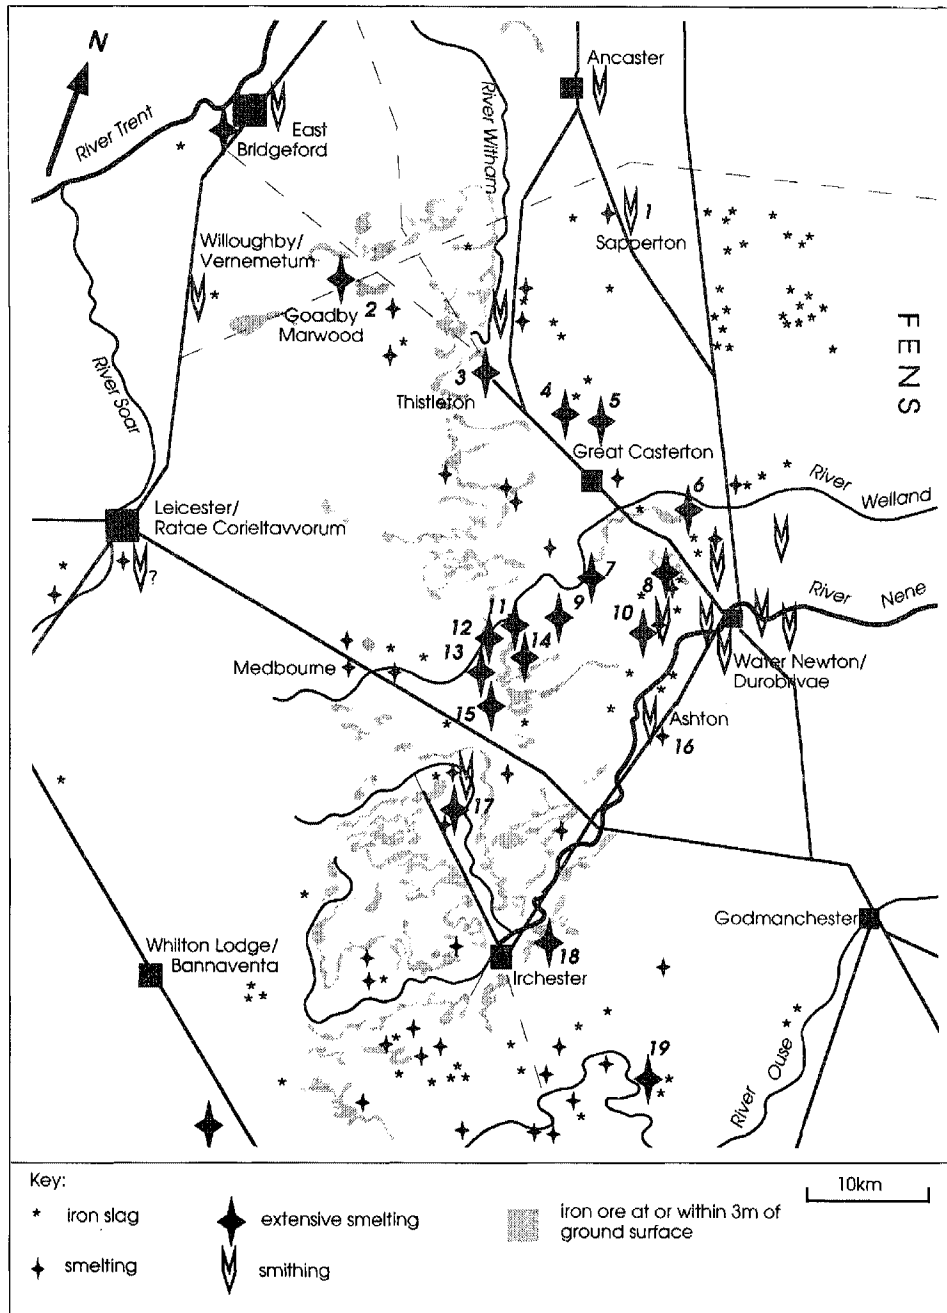 N
Ancaster
River Trent
East
Bridgeford
River Witham
1
Sapperton
Willoughby/
Vernemetum
2
Goadby
Marwood
FENS
River Soar
3
Thistleton
4
5
Great Casterton
6
River
Welland
Leicester/
Ratae Corieltavvorum
?
7
8
River
Nene
9
10
11
12
13
14
Medbourne
Water Newton/
Durobrivae
15
Ashton
16
17
Godmanchester
Whilton Lodge/
Bannaventa
18
Irchester
19
River Ouse
Key:
* iron slag
extensive smelting
iron ore at or within 3m of
ground surface
10km
smelting
smithing